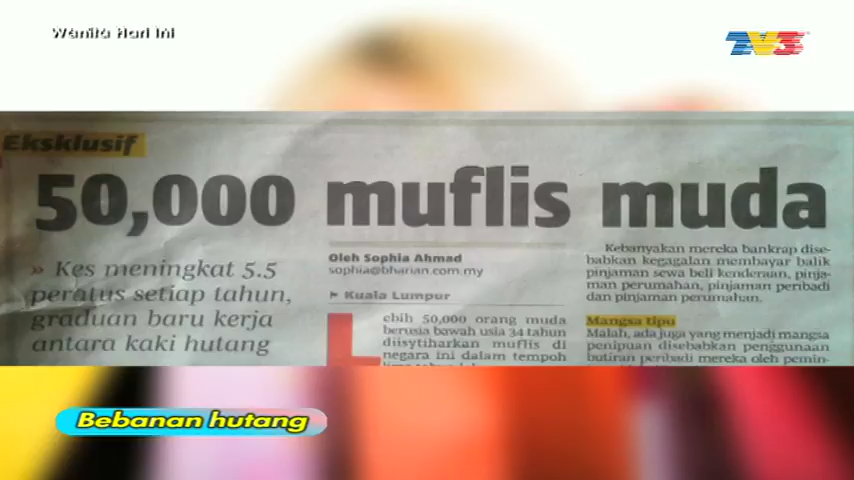 Wanita Hari Ini
TV3
Eksklusif
50,000 muflis muda
» Kes meningkat 5.5
peratus setiap tahun,
graduan baru kerja
antara kaki hutang
Oleh Sophia Ahmad
sophia@bharian.com.my
Kuala Lumpur
Lebih 50,000 orang muda
berusia bawah usia 34 tahun
diisytiharkan muflis di
negara ini dalam tempoh
Kebanyakan mereka bankrap dise-
babkan kegagalan membayar balik
pinjaman sewa beli kenderaan, pinja-
man perumahan, pinjaman peribadi
dan pinjaman perumahan.
Mangsa tipu
Malah, ada juga yang menjadi mangsa
penipuan disebabkan penggunaan
butiran peribadi mereka oleh pemin-
Bebanan hutang